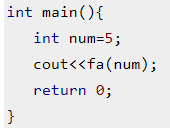 int main(){
    int num=5;
    cout<<fa(num);
    return 0;
}